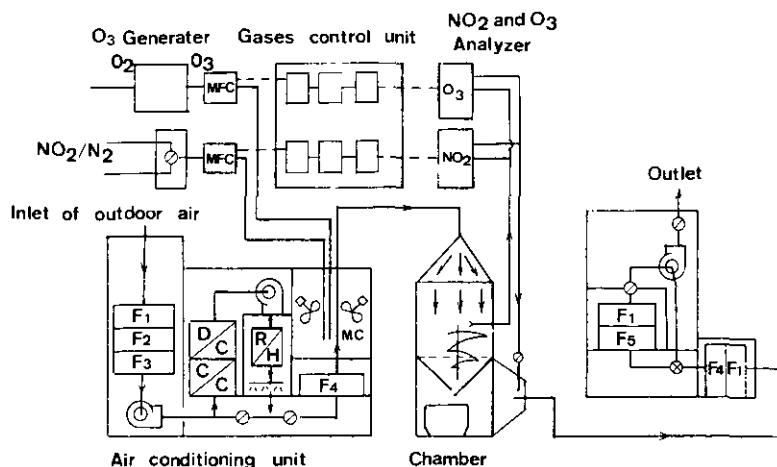 NO2 and O3
Analyzer
O3 Generater
Gases control unit
O2
O3
MFC
O3
NO2/N2
MFC
NO2
Outlet
Inlet of outdoor air
F1
F2
F3
D/C
C/C
R/H
M.C
F4
F1
F5
F4
F1
Air conditioning unit
Chamber